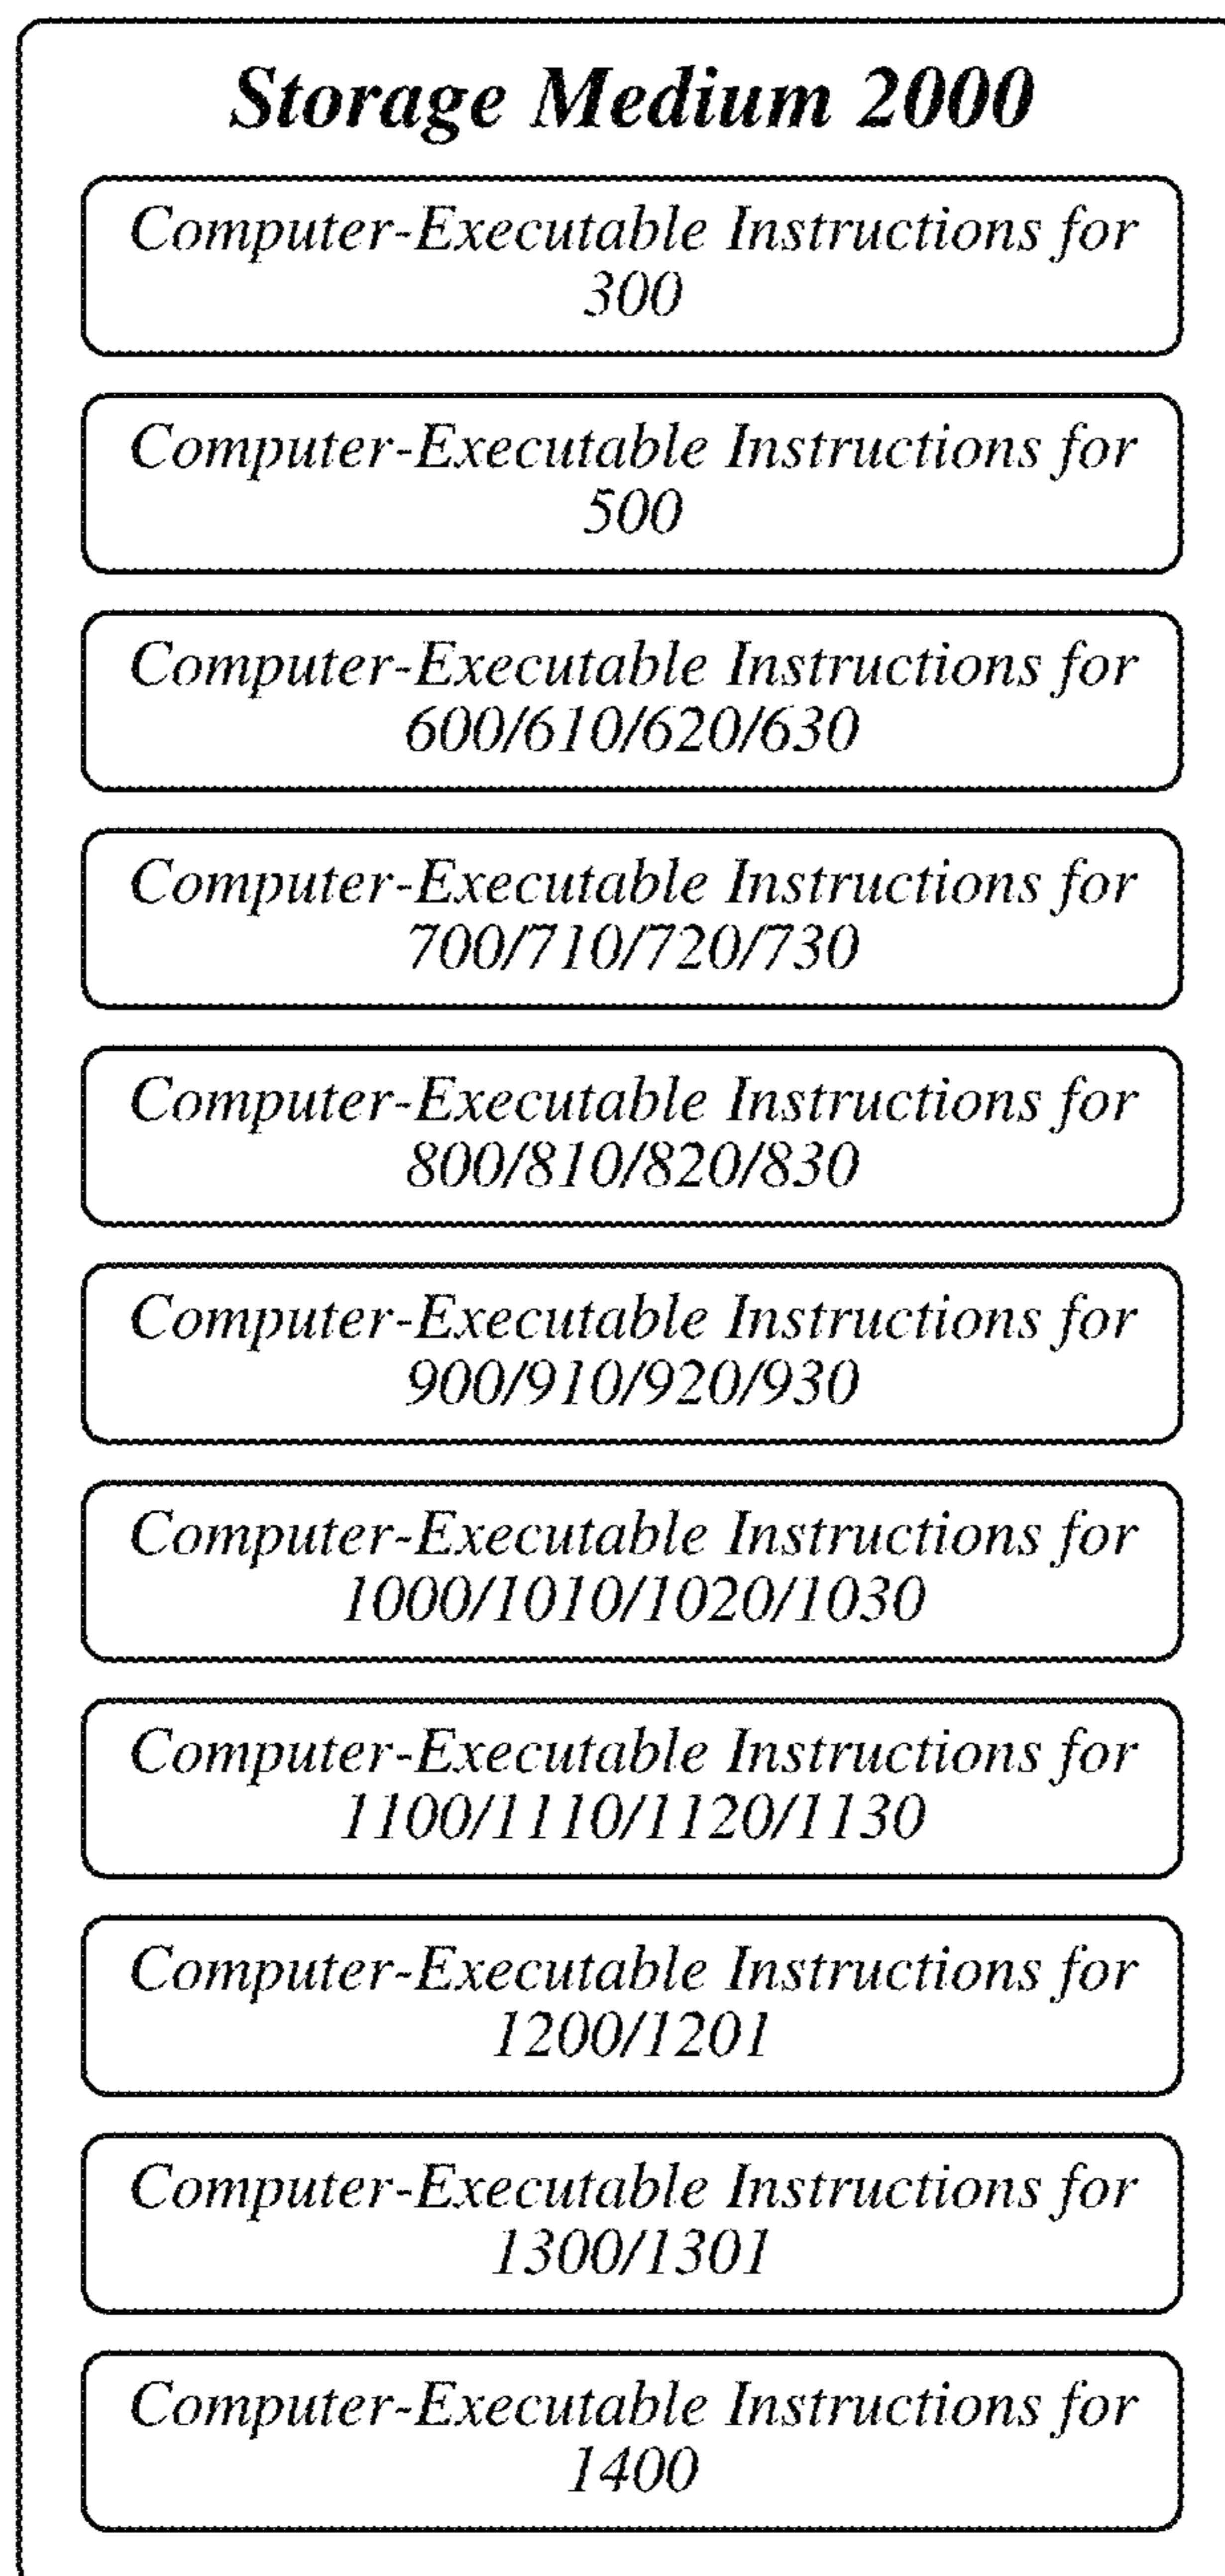 Storage Medium 2000
Computer-Executable Instructions for
300
Computer-Executable Instructions for
500
Computer-Executable Instructions for
600/610/620/630
Computer-Executable Instructions for
700/710/720/730
Computer-Executable Instructions for
800/810/820/830
Computer-Executable Instructions for
900/910/920/930
Computer-Executable Instructions for
1000/1010/1020/1030
Computer-Executable Instructions for
1100/1110/1120/1130
Computer-Executable Instructions for
1200/1201
Computer-Executable Instructions for
1300/1301
Computer-Executable Instructions for
1400